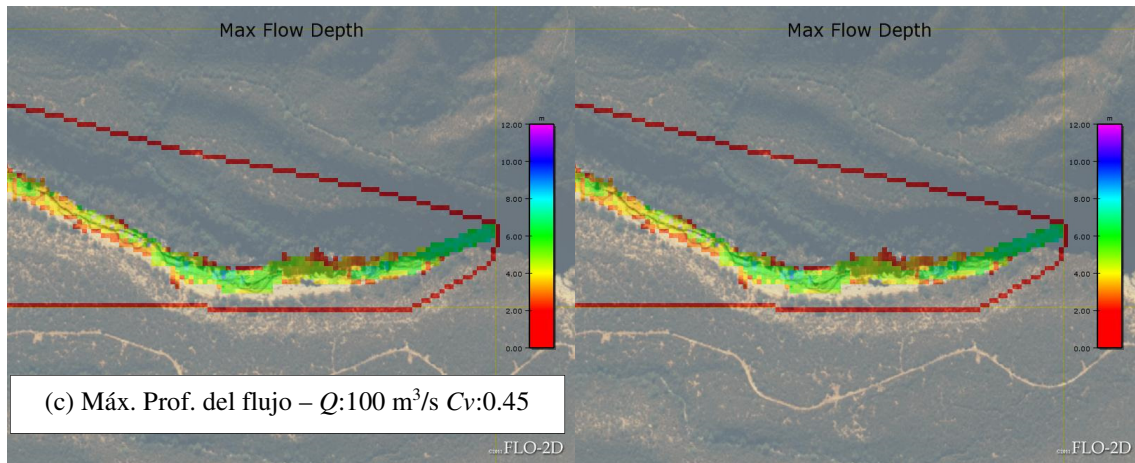 Max Flow Depth
m
12.00
10.00
8.00
6.00
4.00
2.00
0.00
(c) Máx. Prof. del flujo – Q:100 m³/s Cv:0.45
FLO-2D
Max Flow Depth
m
12.00
10.00
8.00
6.00
4.00
2.00
0.00
FLO-2D